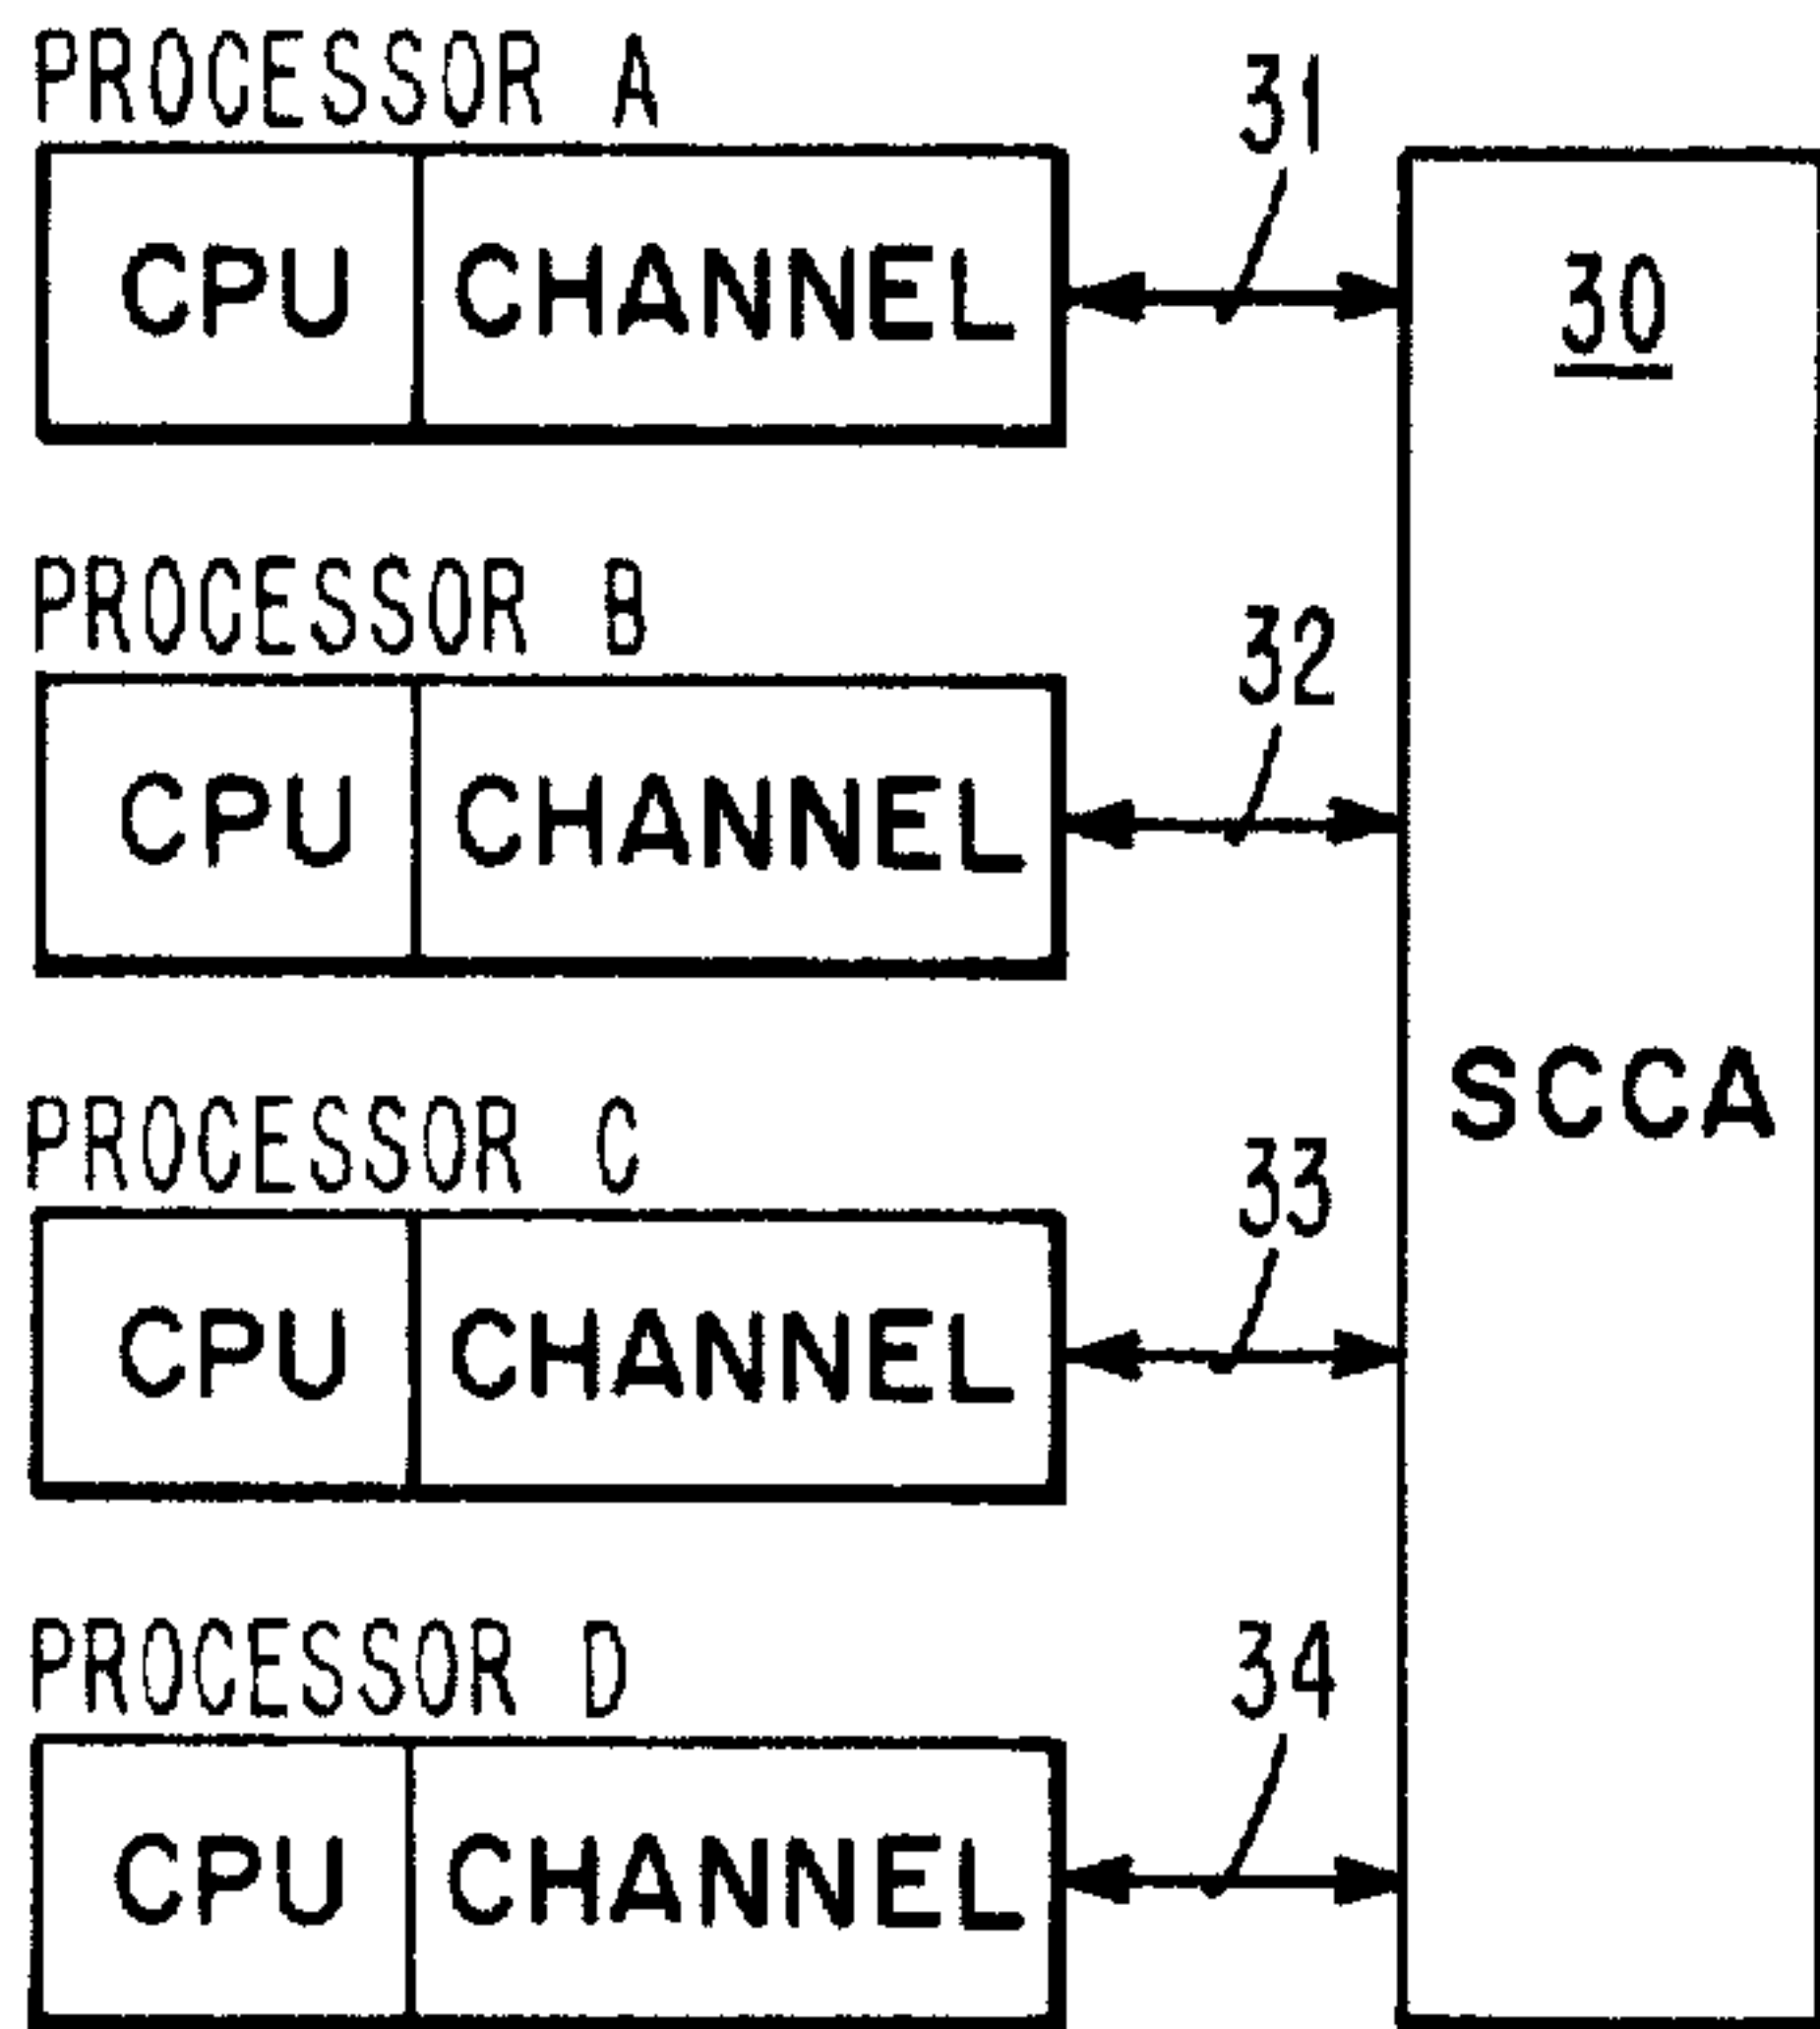 PROCESSOR A
31
CPU CHANNEL
30
PROCESSOR B
32
CPU CHANNEL
SCCA
PROCESSOR C
33
CPU CHANNEL
PROCESSOR D
34
CPU CHANNEL